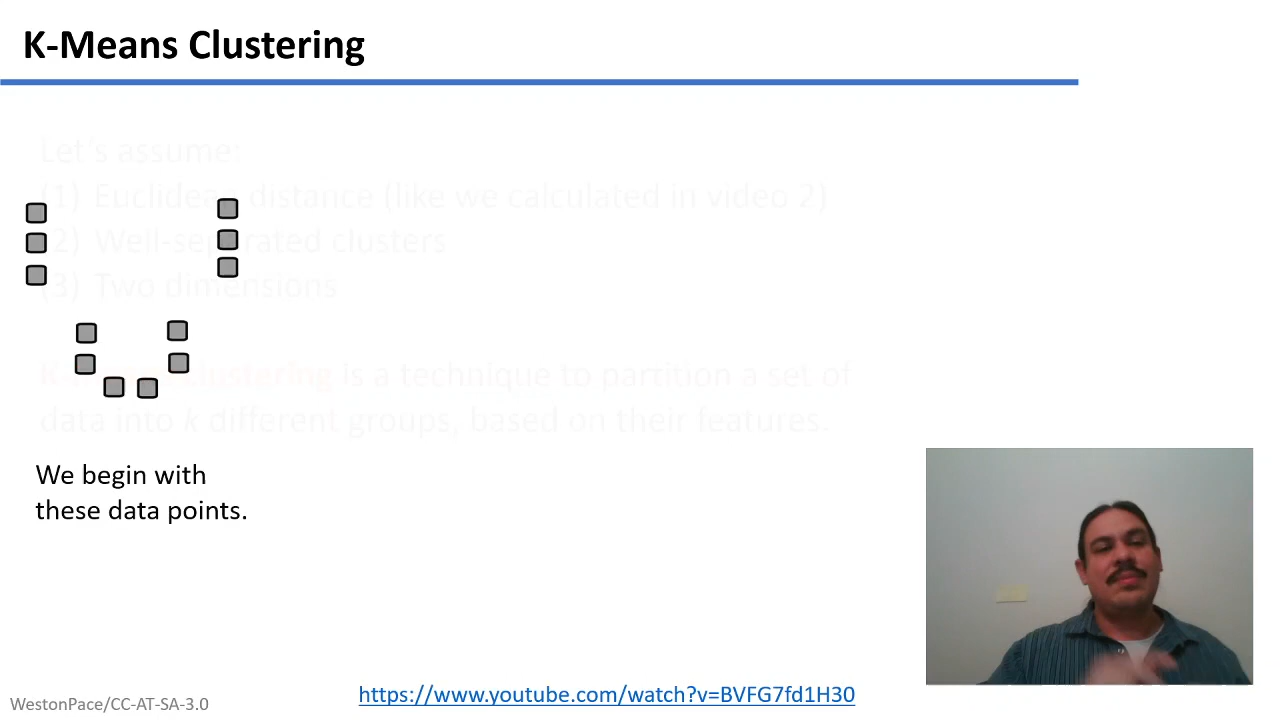 K-Means Clustering
Let's assume:
(1) Euclidean distance (like we calculated in video 2)
(2) Well-separated clusters
(3) Two dimensions
K-means clustering is a technique to partition a set of
data into k different groups, based on their features.
We begin with
these data points.
WestonPace/CC-AT-SA-3.0
https://www.youtube.com/watch?v=BVFG7fd1H30